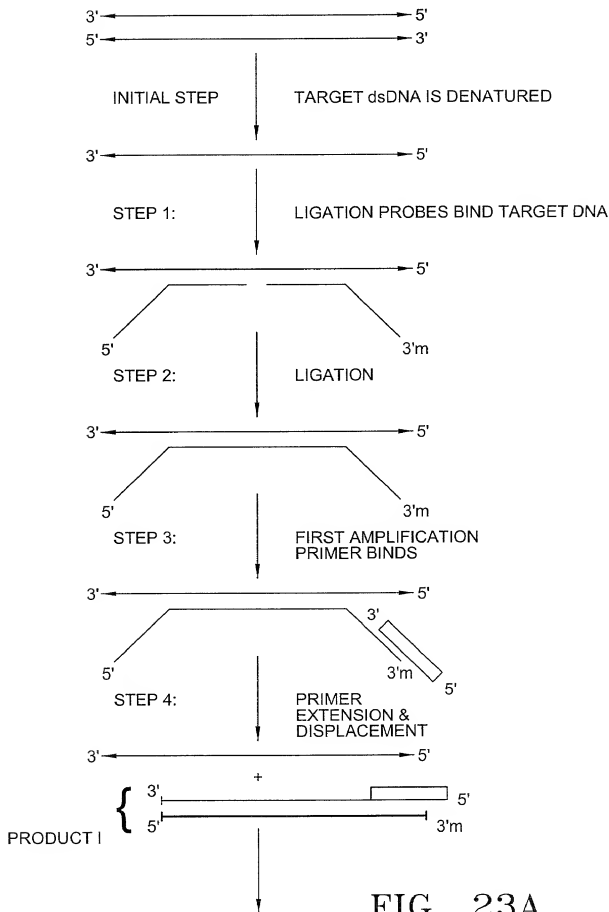 3' 5'
5' 3'
INITIAL STEP TARGET dsDNA IS DENATURED
3' 5'
STEP 1: LIGATION PROBES BIND TARGET DNA
3' 5'
5' 3'm
STEP 2: LIGATION
3' 5'
5' 3'm
STEP 3: FIRST AMPLIFICATION
PRIMER BINDS
3' 5'
3'
5' 3'm 5'
STEP 4: PRIMER
EXTENSION &
DISPLACEMENT
3' 5'
+
{ 3' 5'
5' 3'm
PRODUCT I
FIG. 23A